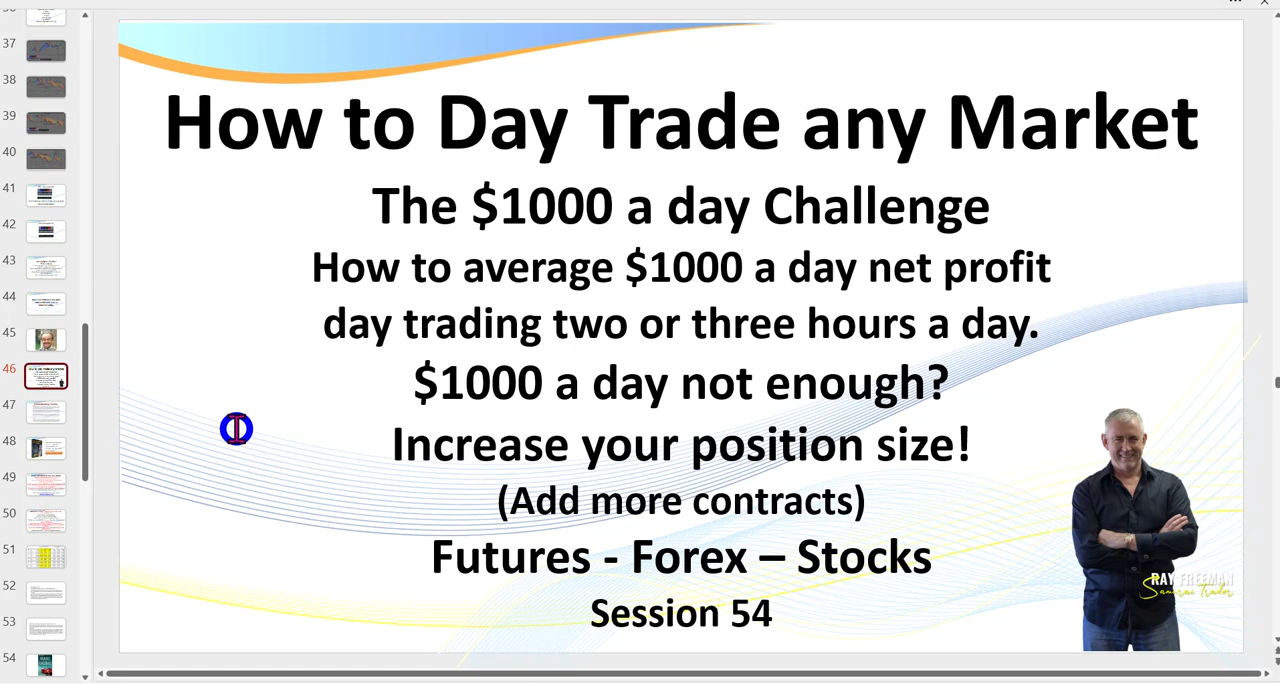 37
38
39
40
41
42
43
44
45
46
47
48
49
50
51
52
53
54
How to Day Trade any Market
The $1000 a day Challenge
How to average $1000 a day net profit
day trading two or three hours a day.
$1000 a day not enough?
Increase your position size!
(Add more contracts)
Futures - Forex – Stocks
Session 54
RAY FREEMAN
Samurai Trader